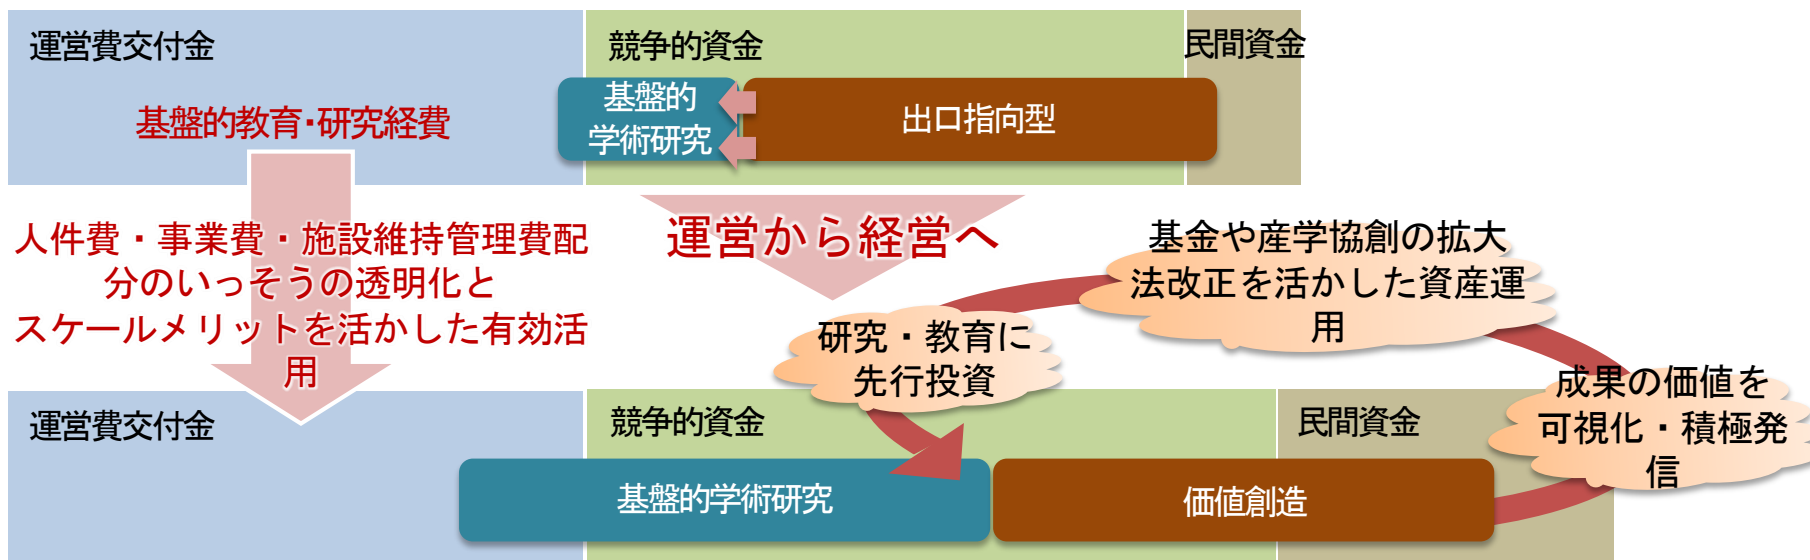 運営費交付金
競争的資金
民間資金
基盤的教育・研究経費
基盤的
学術研究
出口指向型
人件費・事業費・施設維持管理費配
分のいっそうの透明化と
スケールメリットを活かした有効活
用
運営から経営へ
基金や産学協創の拡大
法改正を活かした資産運
用
研究・教育に
先行投資
成果の価値を
可視化・積極発
信
運営費交付金
競争的資金
民間資金
基盤的学術研究
価値創造